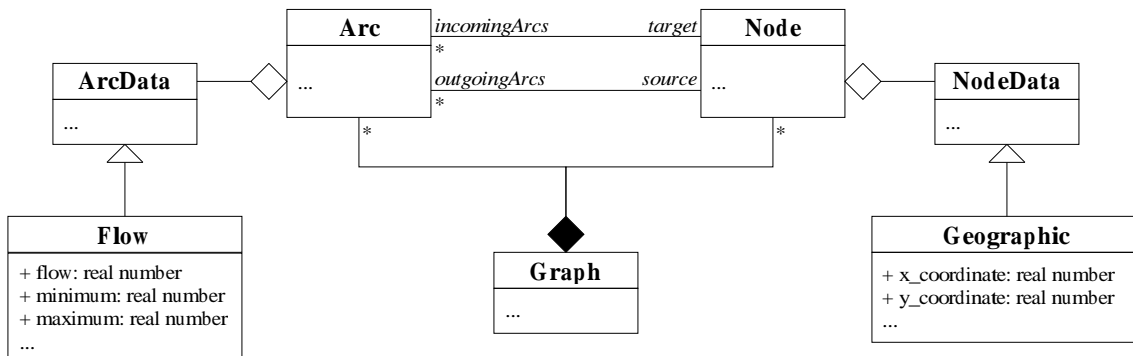 Arc
...
incomingArcs
*
target
outgoingArcs
*
source
Node
...
ArcData
...
NodeData
...
*
*
Flow
+ flow: real number
+ minimum: real number
+ maximum: real number
...
Graph
...
Geographic
+ x_coordinate: real number
+ y_coordinate: real number
...